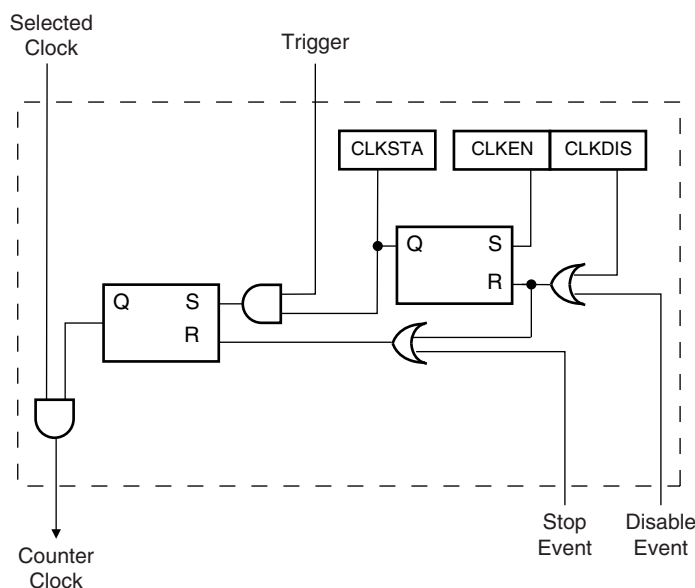 Selected
Clock
Trigger
CLKSTA
CLKEN
CLKDIS
Q
S
R
Q
S
R
Stop
Event
Disable
Event
Counter
Clock